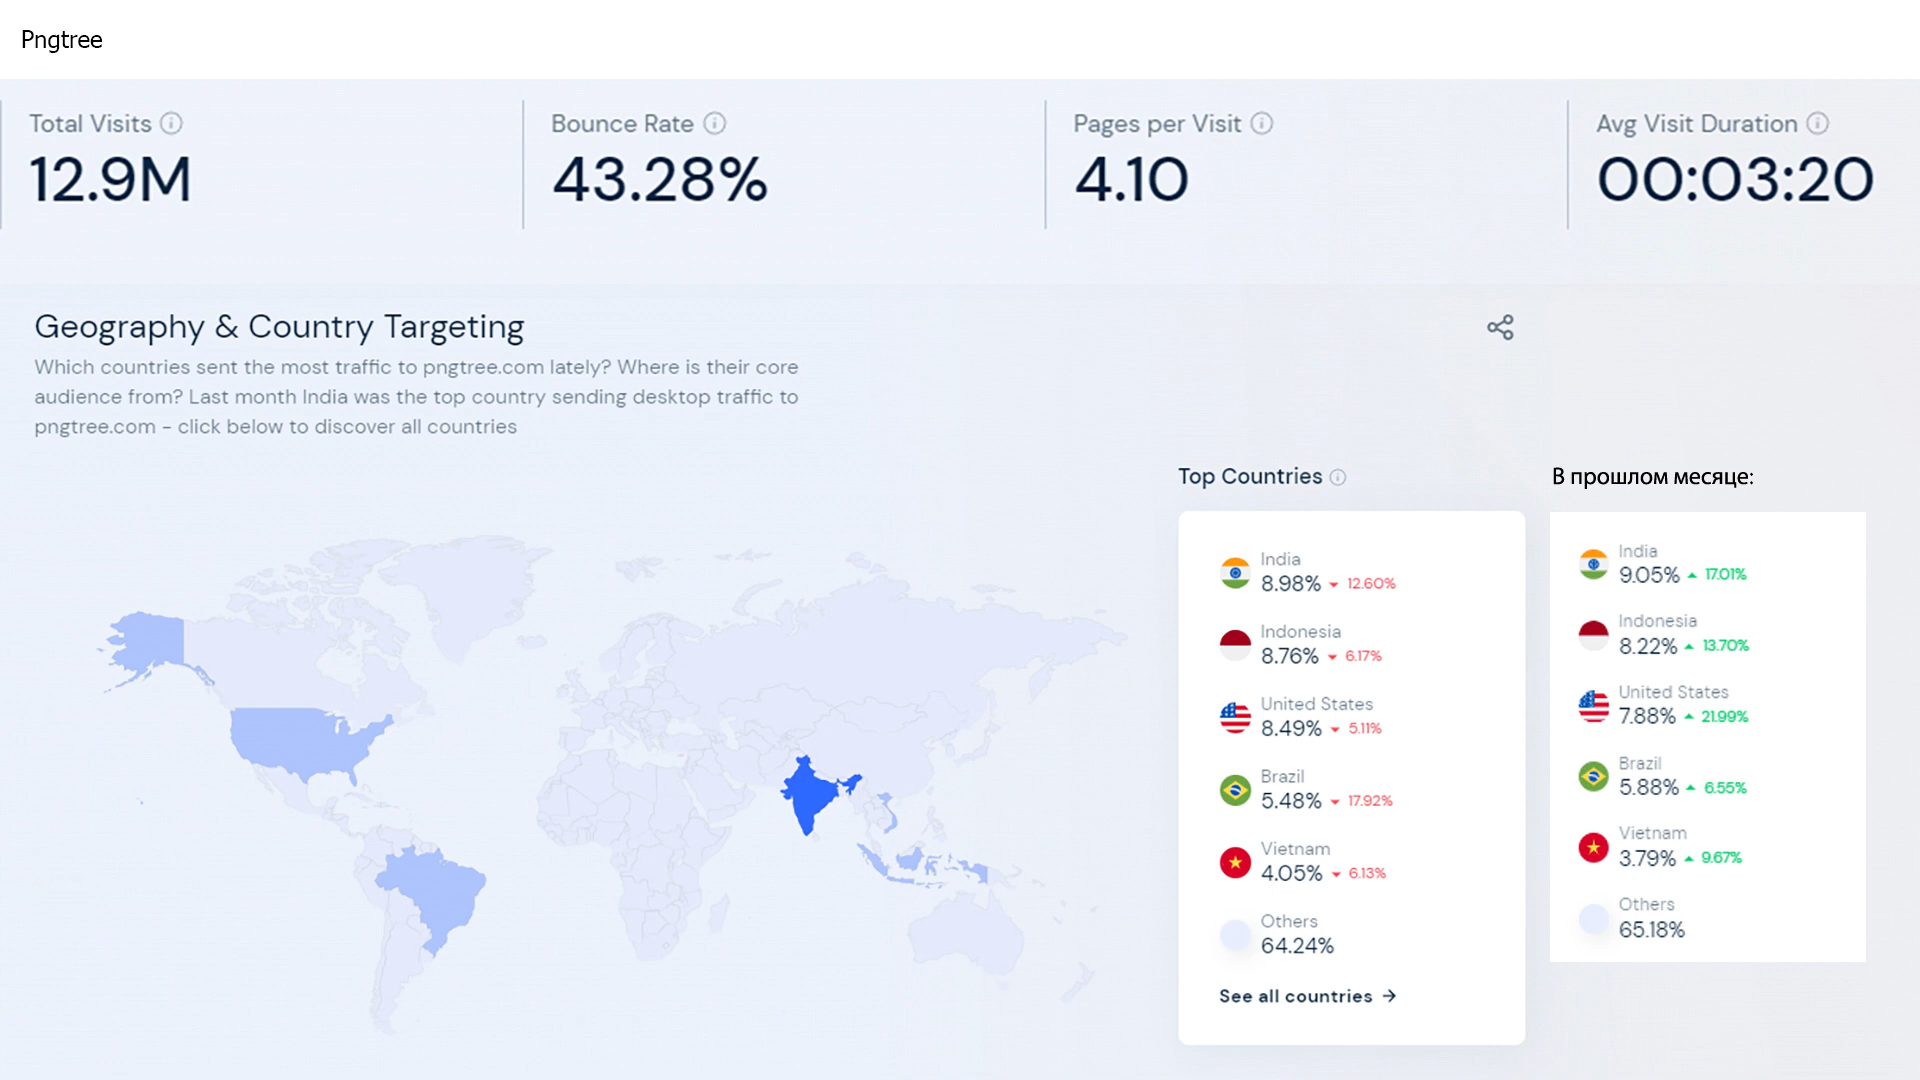 Pngtree
Total Visits
12.9M
Bounce Rate
43.28%
Pages per Visit
4.10
Avg Visit Duration
00:03:20
Geography & Country Targeting
Which countries sent the most traffic to pngtree.com lately? Where is their core
audience from? Last month India was the top country sending desktop traffic to
pngtree.com - click below to discover all countries
Top Countries
India
8.98% 12.60%
Indonesia
8.76% 6.17%
United States
8.49% 5.11%
Brazil
5.48% 17.92%
Vietnam
4.05% 6.13%
Others
64.24%
See all countries →
В прошлом месяце:
India
9.05% 17.01%
Indonesia
8.22% 13.70%
United States
7.88% 21.99%
Brazil
5.88% 6.55%
Vietnam
3.79% 9.67%
Others
65.18%